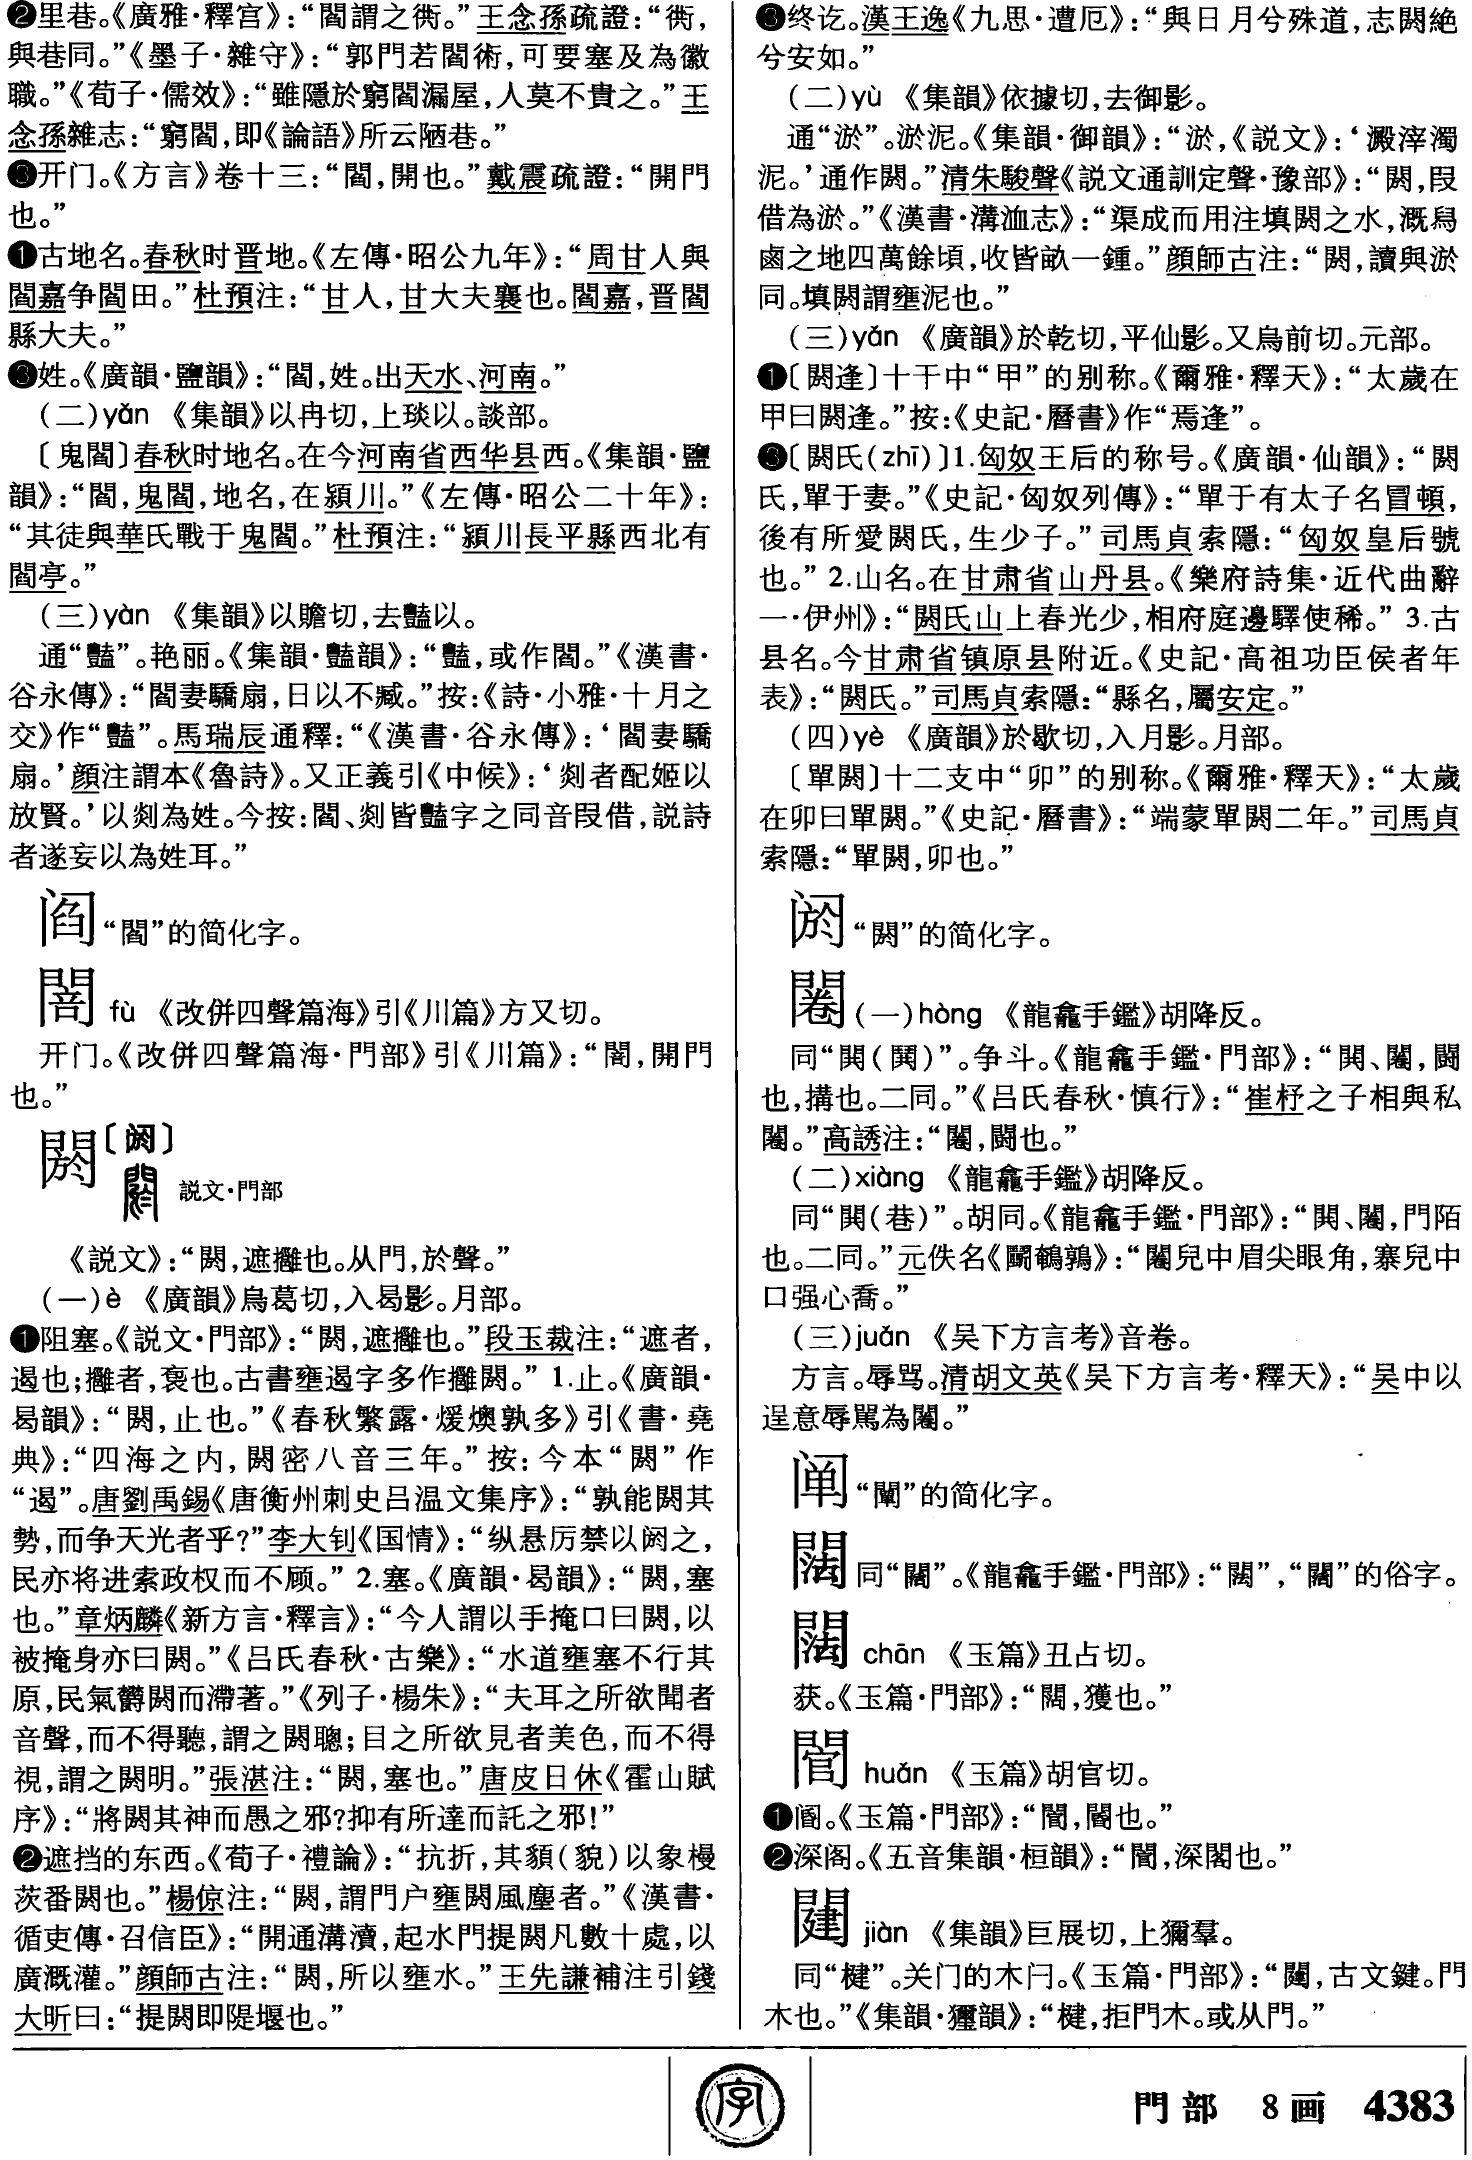 ❷里巷。《廣雅·釋宫》：“閻謂之衖。”王念孫疏證：“衖，
與巷同。”《墨子·雜守》：“郭門若閻術，可要塞及為徽
職。”《荀子·儒效》：“雖隱於窮閻漏屋，人莫不貴之。”王
念孫雜志：“窮閻，即《論語》所云陋巷。”
❸开门。《方言》卷十三：“閻，開也。”戴震疏證：“開門
也。”
古地名。春秋时晋地。《左傳·昭公九年》：“周甘人與
閻嘉争閻田。”杜預注：“甘人，甘大夫襄也。閻嘉，晋閻
縣大夫。”
姓。《廣韻·鹽韻》：“閻，姓。出天水、河南。”
（二）yǎn 《集韻》以冉切，上琰以。談部。
〔鬼閻〕春秋时地名。在今河南省西华县西。《集韻·鹽
韻》：“閻，鬼閻，地名，在潁川。”《左傳·昭公二十年》：
“其徒與華氏戰于鬼閻。”杜預注：“潁川長平縣西北有
閻亭。”
（三）yàn 《集韻》以贍切，去豔以。
通“豔”。艳丽。《集韻·豔韻》：“豔，或作閻。”《漢書·
谷永傳》：“閻妻驕扇，日以不臧。”按：《詩·小雅·十月之
交》作“豔”。馬瑞辰通釋：“《漢書·谷永傳》：‘閻妻驕
扇。’顔注謂本《魯詩》。又正義引《中候》：‘剡者配姬以
放賢。’以剡為姓。今按：閻、剡皆豔字之同音叚借，説詩
者遂妄以為姓耳。”
阎 “閻”的简化字。
fù 《改併四聲篇海》引《川篇》方又切。
开门。《改併四聲篇海·門部》引《川篇》：“，開門
也。”
閼〔阏〕
説文·門部
《説文》：“閼，遮攤也。从門，於聲。”
（一）è 《廣韻》烏葛切，入曷影。月部。
❶阻塞。《説文·門部》：“閼，遮攤也。”段玉裁注：“遮者，
遏也；攤者，褱也。古書壅遏字多作攤閼。” 1.止。《廣韻·
曷韻》：“閼，止也。”《春秋繁露·煖燠孰多》引《書·堯
典》：“四海之内，閼密八音三年。”按：今本“閼”作
“遏”。唐劉禹錫《唐衡州刺史吕温文集序》：“孰能閼其
勢，而争天光者乎？”李大钊《国情》：“纵悬厉禁以阏之，
民亦将进索政权而不顾。” 2.塞。《廣韻·曷韻》：“閼，塞
也。”章炳麟《新方言·釋言》：“今人謂以手掩口曰閼，以
被掩身亦曰閼。”《吕氏春秋·古樂》：“水道壅塞不行其
原，民氣鬱閼而滯著。”《列子·楊朱》：“夫耳之所欲聞者
音聲，而不得聽，謂之閼聰；目之所欲見者美色，而不得
視，謂之閼明。”張湛注：“閼，塞也。”唐皮日休《霍山賦
序》：“將閼其神而愚之邪？抑有所達而託之邪！”
❷遮挡的东西。《荀子·禮論》：“抗折，其䫉（貌）以象槾
茨番閼也。”楊倞注：“閼，謂門户壅閼風塵者。”《漢書·
循吏傳·召信臣》：“開通溝瀆，起水門提閼凡數十處，以
廣溉灌。”顔師古注：“閼，所以壅水。”王先謙補注引錢
大昕曰：“提閼即隄堰也。”
❸终讫。漢王逸《九思·遭厄》：“與日月兮殊道，志閼絶
兮安如。”
（二）yù 《集韻》依據切，去御影。
通“淤”。淤泥。《集韻·御韻》：“淤，《説文》：‘澱滓濁
泥。’通作閼。”清朱駿聲《説文通訓定聲·豫部》：“閼，叚
借為淤。”《漢書·溝洫志》：“渠成而用注填閼之水，溉舄
鹵之地四萬餘頃，收皆畝一鍾。”顔師古注：“閼，讀與淤
同。填閼謂壅泥也。”
（三）yān 《廣韻》於乾切，平仙影。又烏前切。元部。
❶〔閼逢〕十干中“甲”的别称。《爾雅·釋天》：“太歲在
甲曰閼逢。”按：《史記·曆書》作“焉逢”。
〔閼氏（zhī）〕1.匈奴王后的称号。《廣韻·仙韻》：“閼
氏，單于妻。”《史記·匈奴列傳》：“單于有太子名冒頓，
後有所愛閼氏，生少子。”司馬貞索隱：“匈奴皇后號
也。” 2.山名。在甘肃省山丹县。《樂府詩集·近代曲辭
一·伊州》：“閼氏山上春光少，相府庭邊驛使稀。” 3.古
县名。今甘肃省镇原县附近。《史記·高祖功臣侯者年
表》：“閼氏。”司馬貞索隱：“縣名，屬安定。”
（四）yè 《廣韻》於歇切，入月影。月部。
〔單閼〕十二支中“卯”的别称。《爾雅·釋天》：“太歲
在卯曰單閼。”《史記·曆書》：“端蒙單閼二年。”司馬貞
索隱：“單閼，卯也。”
阏 “閼”的简化字。
（一）hòng 《龍龕手鑑》胡降反。
同“閧（鬨）”。争斗。《龍龕手鑑·門部》：“閧、，鬭
也，搆也。二同。”《吕氏春秋·慎行》：“崔杼之子相與私
。”高誘注：“，鬭也。”
（二）xiàng 《龍龕手鑑》胡降反。
同“閧（巷）”。胡同。《龍龕手鑑·門部》：“閧、，門陌
也。二同。”元佚名《鬭鵪鶉》：“兒中眉尖眼角，寨兒中
口强心喬。”
（三）juǎn 《吴下方言考》音卷。
方言。辱骂。清胡文英《吴下方言考·釋天》：“吴中以
逞意辱駡為。”
阐 “闡”的简化字。
同“闊”。《龍龕手鑑·門部》：“”，“闊”的俗字。
chān 《玉篇》丑占切。
获。《玉篇·門部》：“，獲也。”
huǎn 《玉篇》胡官切。
❶阍。《玉篇·門部》：“，閽也。”
❷深阁。《五音集韻·桓韻》：“，深閣也。”
jiàn 《集韻》巨展切，上獮羣。
同“楗”。关门的木闩。《玉篇·門部》：“，古文鍵。門
木也。”《集韻·獮韻》：“楗，拒門木。或从門。”
字
門部 8画 4383